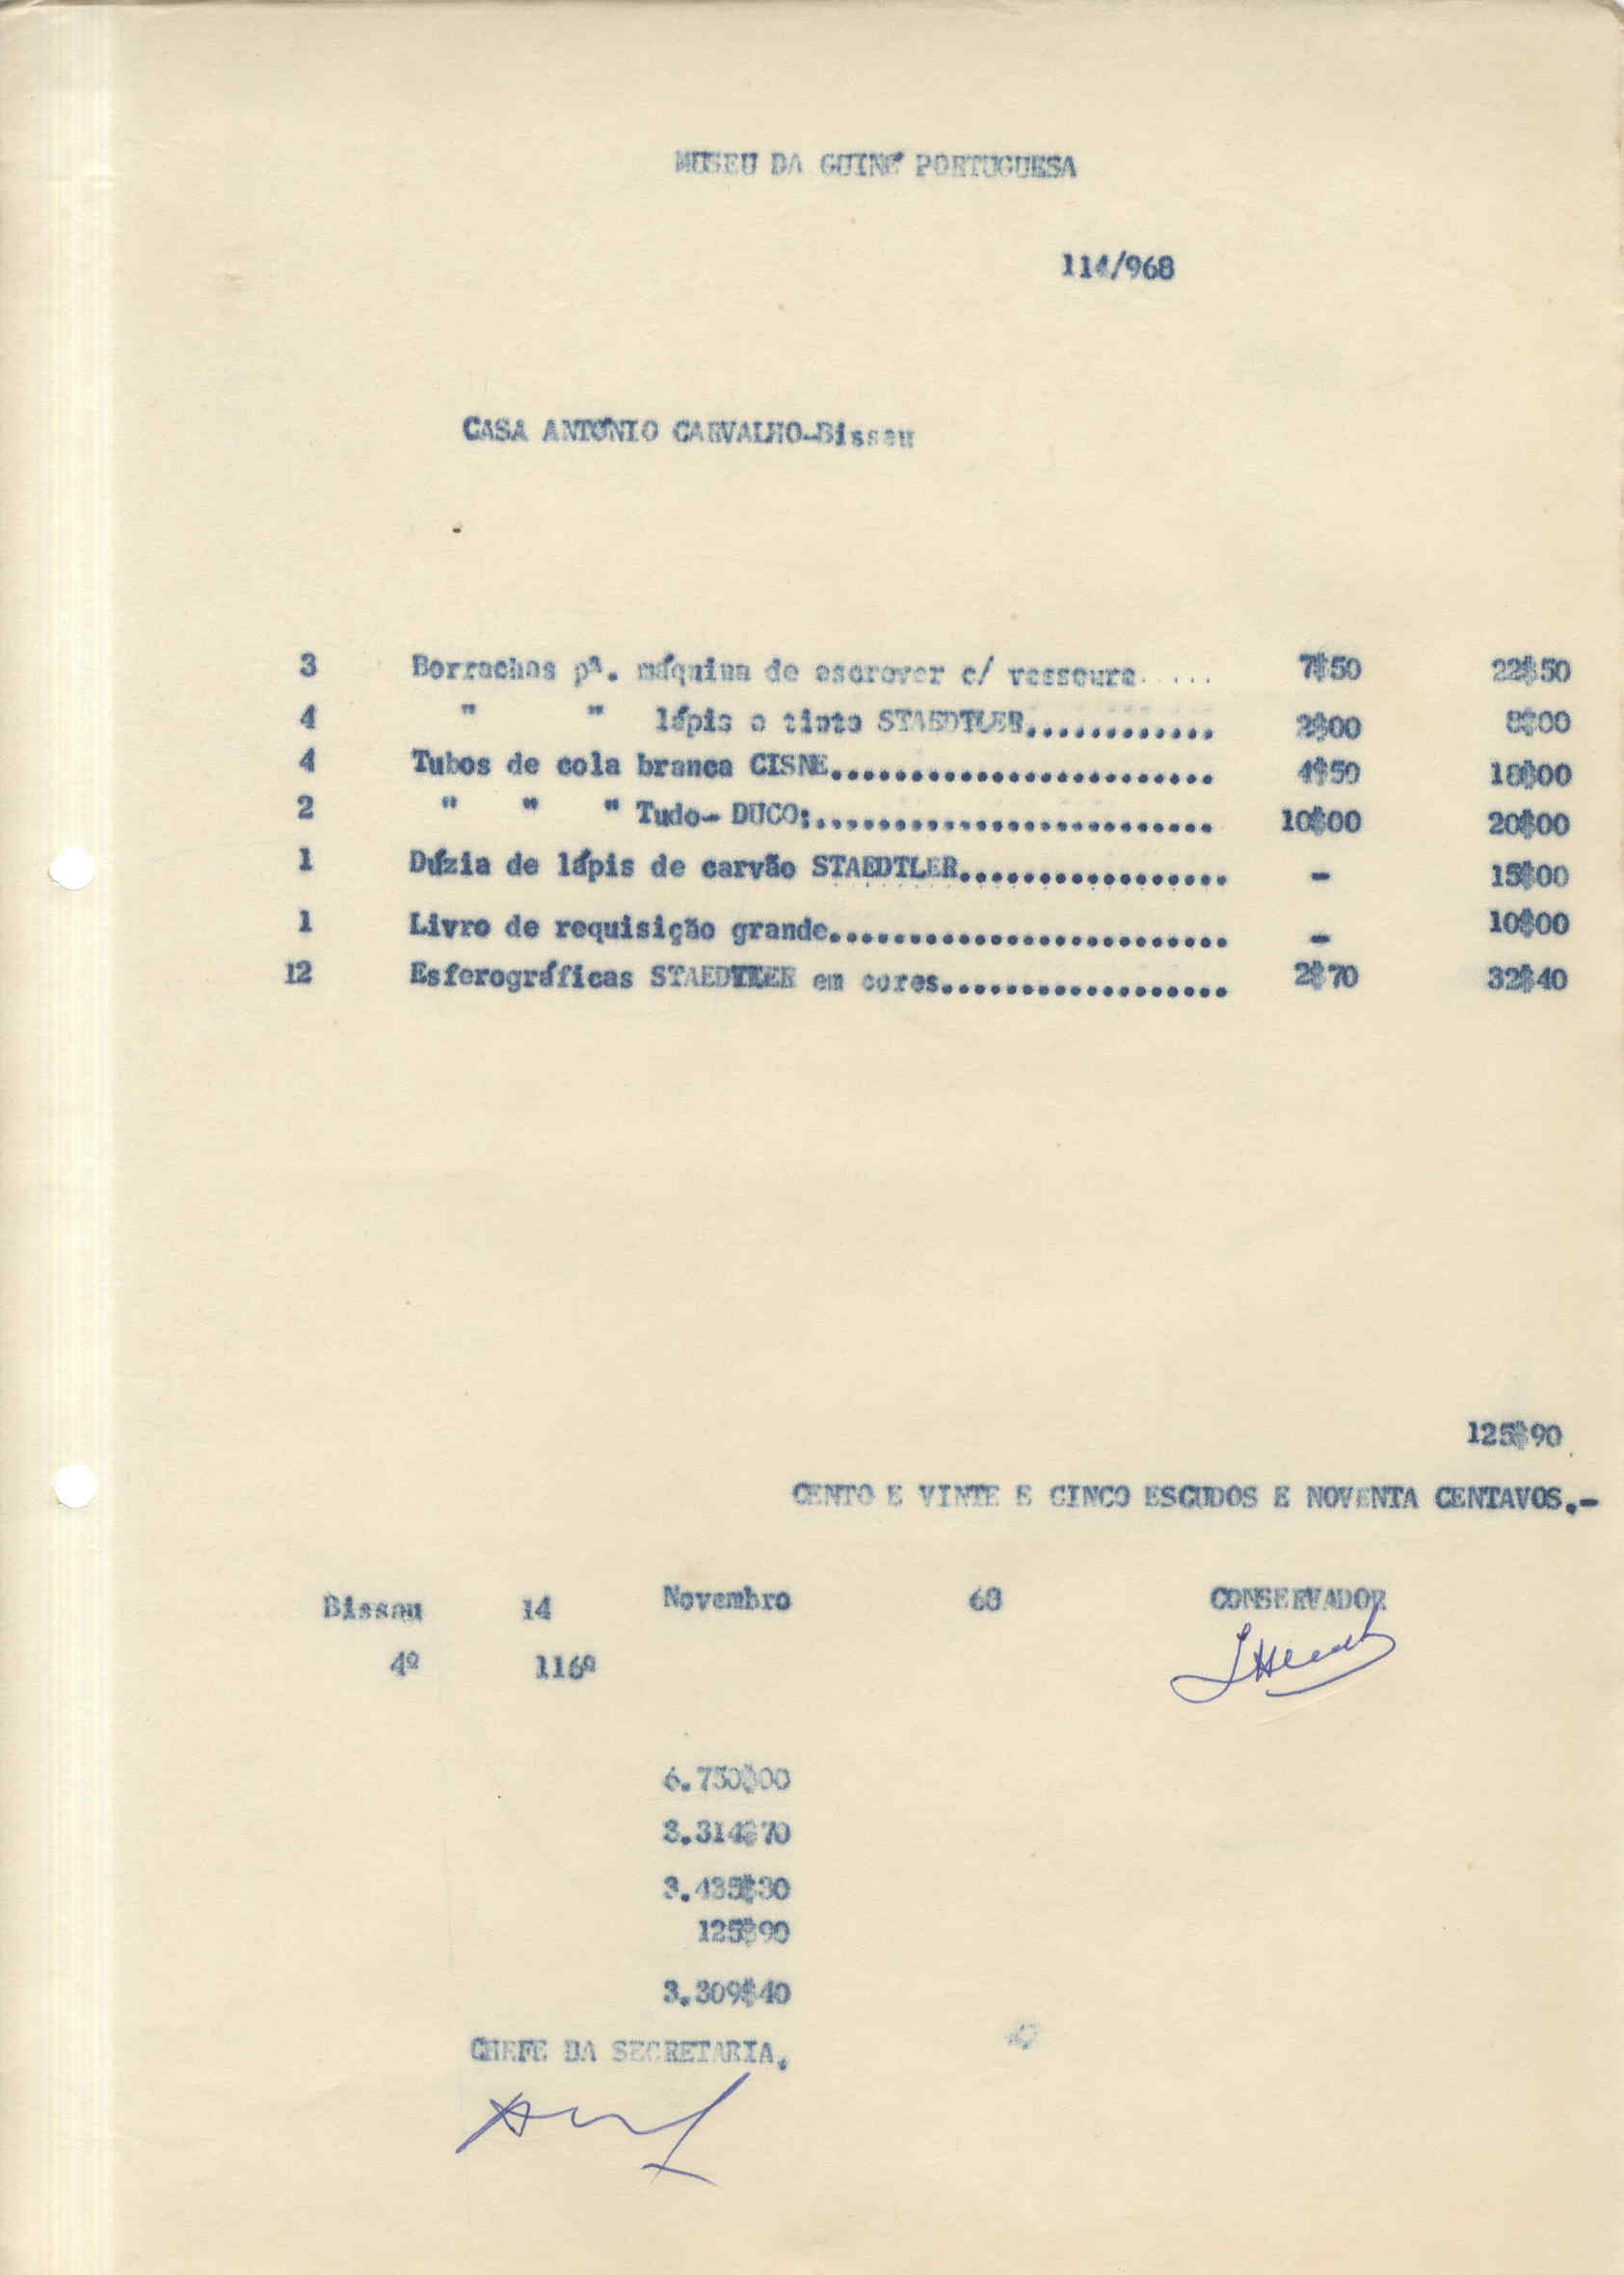 MUSEU DA GUINÉ PORTUGUESA
114/968
CASA ANTÓNIO CARVALHO-Bissau
3 Borrachas pª. máquina de escrever c/ vassoura..... 7$50 22$50
4 " " lápis e tinta STAEDTLER............ 2$00 8$00
4 Tubos de cola branca CISNE........................ 4$50 18$00
2 " " " Tudo- DUCO:......................... 10$00 20$00
1 Dúzia de lápis de carvão STAEDTLER................. - 15$00
1 Livro de requisição grande......................... - 10$00
12 Esferográficas STAEDTLER em cores.................. 2$70 32$40
125$90
CENTO E VINTE E CINCO ESCUDOS E NOVENTA CENTAVOS.-
Bissau 14 Novembro 68 CONSERVADOR
4º 116º
6.750$00
3.314$70
3.435$30
125$90
3.309$40
CHEFE DA SECRETARIA,